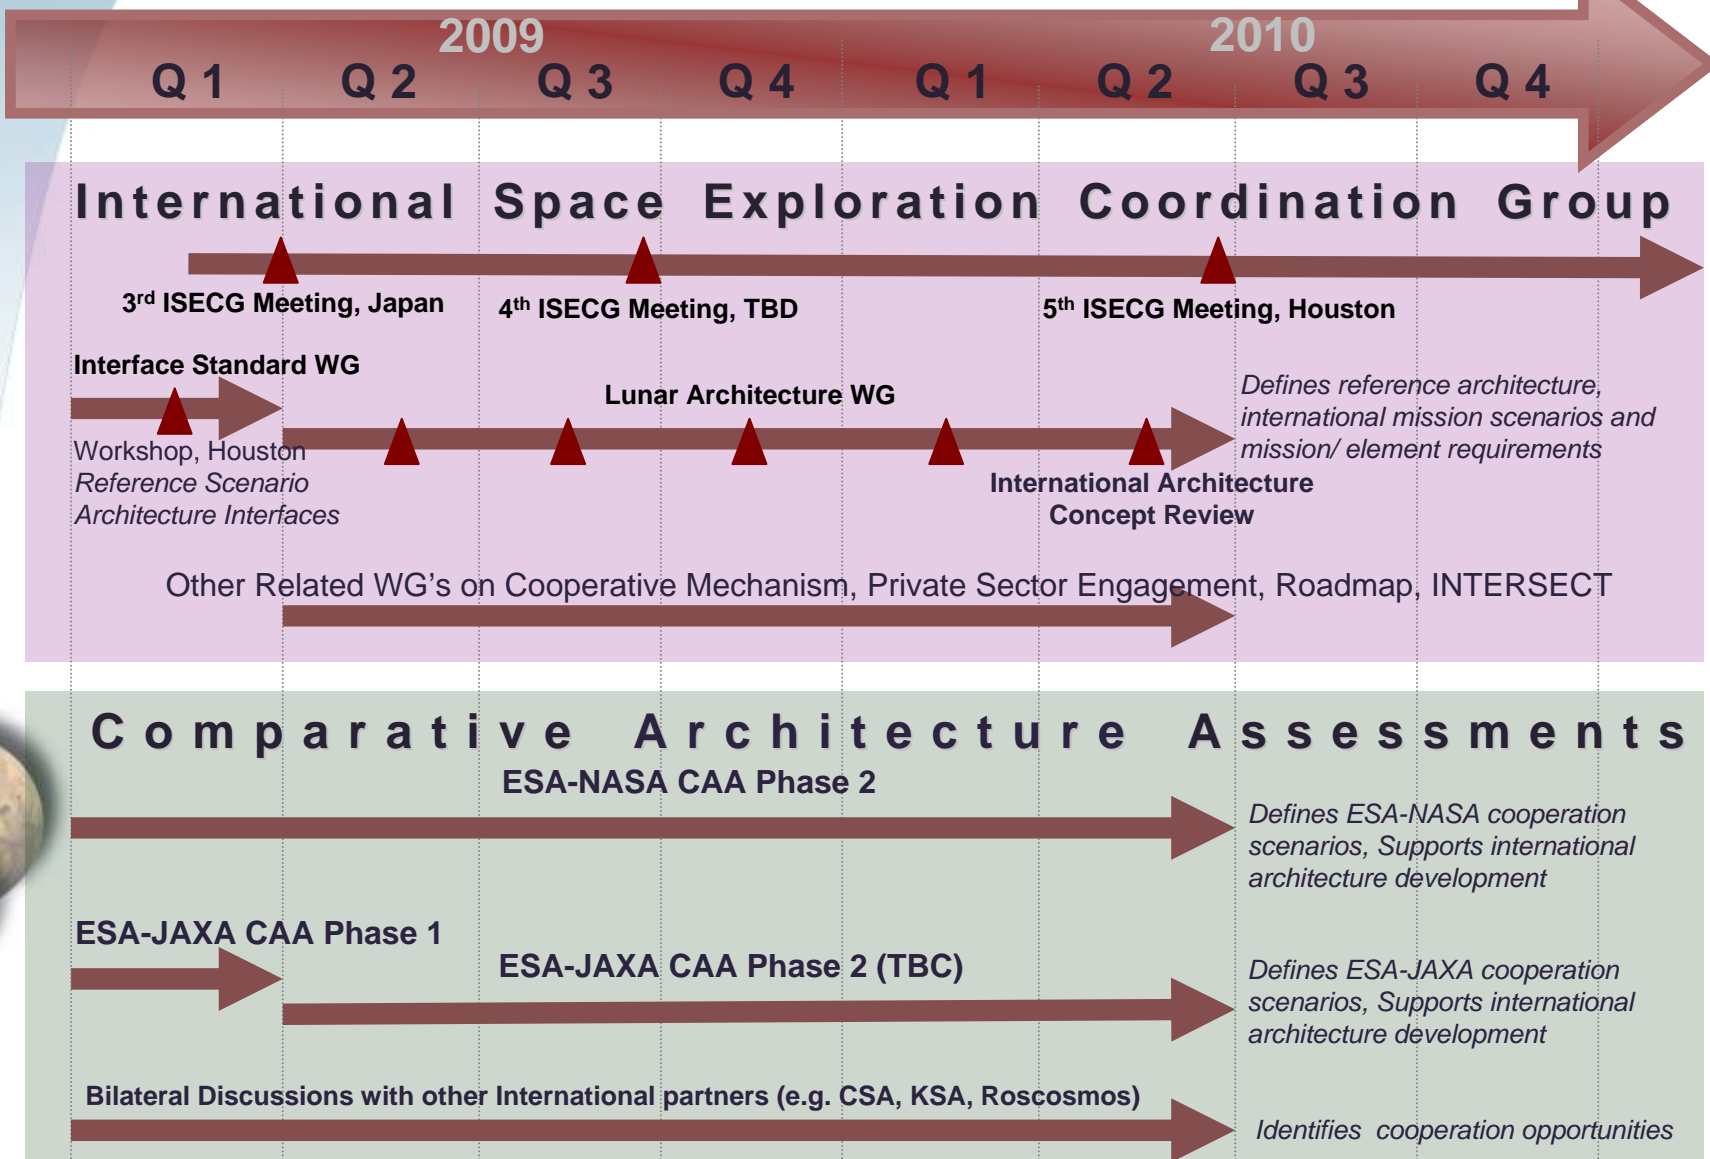 2009 2010
Q 1 Q 2 Q 3 Q 4 Q 1 Q 2 Q 3 Q 4
International Space Exploration Coordination Group
3rd ISECG Meeting, Japan
4th ISECG Meeting, TBD
5th ISECG Meeting, Houston
Interface Standard WG
Workshop, Houston
Reference Scenario
Architecture Interfaces
Lunar Architecture WG
International Architecture
Concept Review
Defines reference architecture,
international mission scenarios and
mission/ element requirements
Other Related WG's on Cooperative Mechanism, Private Sector Engagement, Roadmap, INTERSECT
Comparative Architecture Assessments
ESA-NASA CAA Phase 2
Defines ESA-NASA cooperation
scenarios, Supports international
architecture development
ESA-JAXA CAA Phase 1
ESA-JAXA CAA Phase 2 (TBC)
Defines ESA-JAXA cooperation
scenarios, Supports international
architecture development
Bilateral Discussions with other International partners (e.g. CSA, KSA, Roscosmos)
Identifies cooperation opportunities